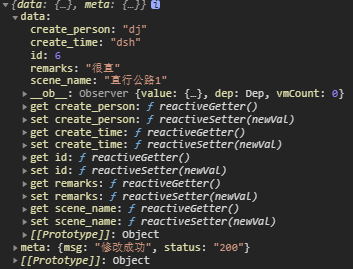 {data: {…}, meta: {…}} i
data:
create_person: "dj"
create_time: "dsh"
id: 6
remarks: "很直"
scene_name: "直行公路1"
__ob__: Observer {value: {…}, dep: Dep, vmCount: 0}
get create_person: ƒ reactiveGetter()
set create_person: ƒ reactiveSetter(newVal)
get create_time: ƒ reactiveGetter()
set create_time: ƒ reactiveSetter(newVal)
get id: ƒ reactiveGetter()
set id: ƒ reactiveSetter(newVal)
get remarks: ƒ reactiveGetter()
set remarks: ƒ reactiveSetter(newVal)
get scene_name: ƒ reactiveGetter()
set scene_name: ƒ reactiveSetter(newVal)
[[Prototype]]: Object
meta: {msg: "修改成功", status: "200"}
[[Prototype]]: Object